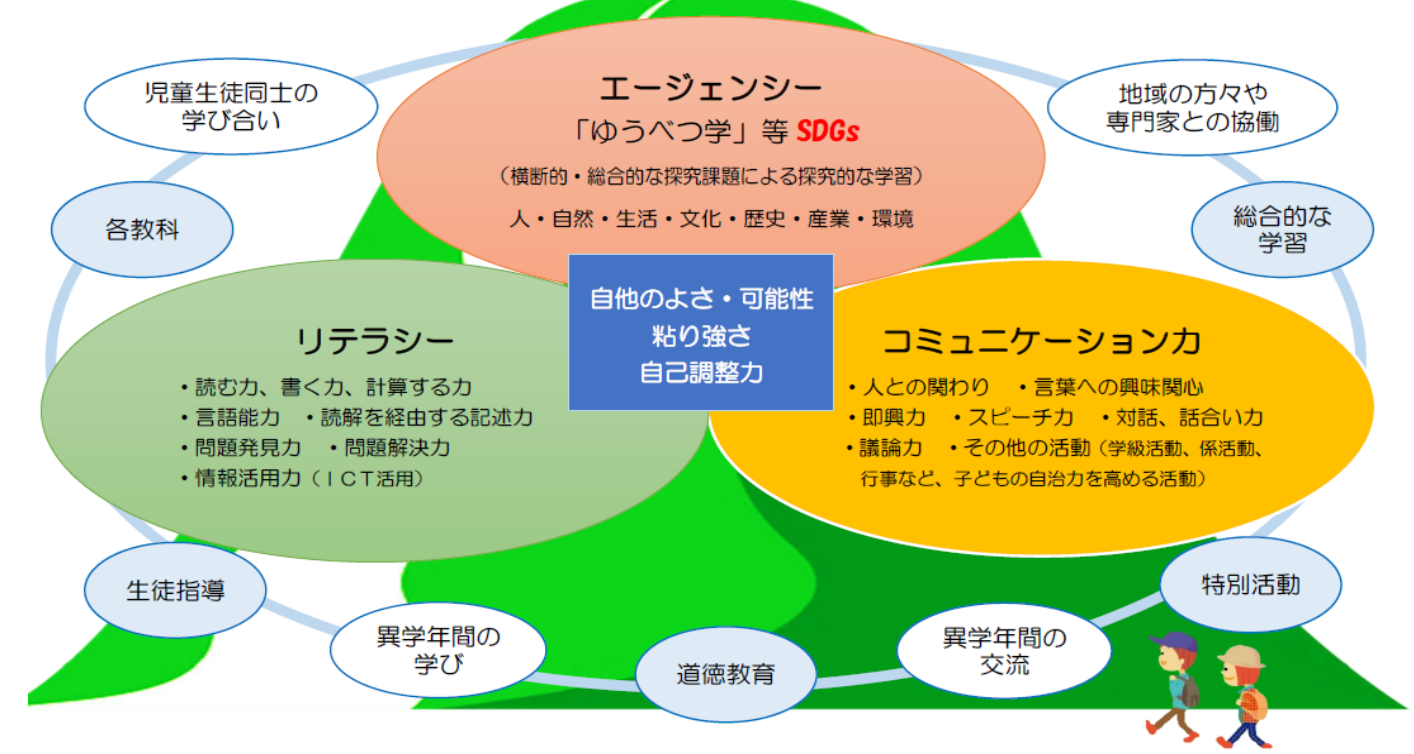 児童生徒同士の
学び合い
エージェンシー
「ゆうべつ学」等 SDGs
（横断的・総合的な探究課題による探究的な学習）
人・自然・生活・文化・歴史・産業・環境
地域の方々や
専門家との協働
各教科
総合的な
学習
自他のよさ・可能性
粘り強さ
自己調整力
リテラシー
・読む力、書く力、計算する力
・言語能力　・読解を経由する記述力
・問題発見力　・問題解決力
・情報活用力（ＩＣＴ活用）
コミュニケーション力
・人との関わり　・言葉への興味関心
・即興力　・スピーチ力　・対話、話合い力
・議論力　・その他の活動（学級活動、係活動、
行事など、子どもの自治力を高める活動）
生徒指導
異学年間の
学び
道徳教育
異学年間の
交流
特別活動